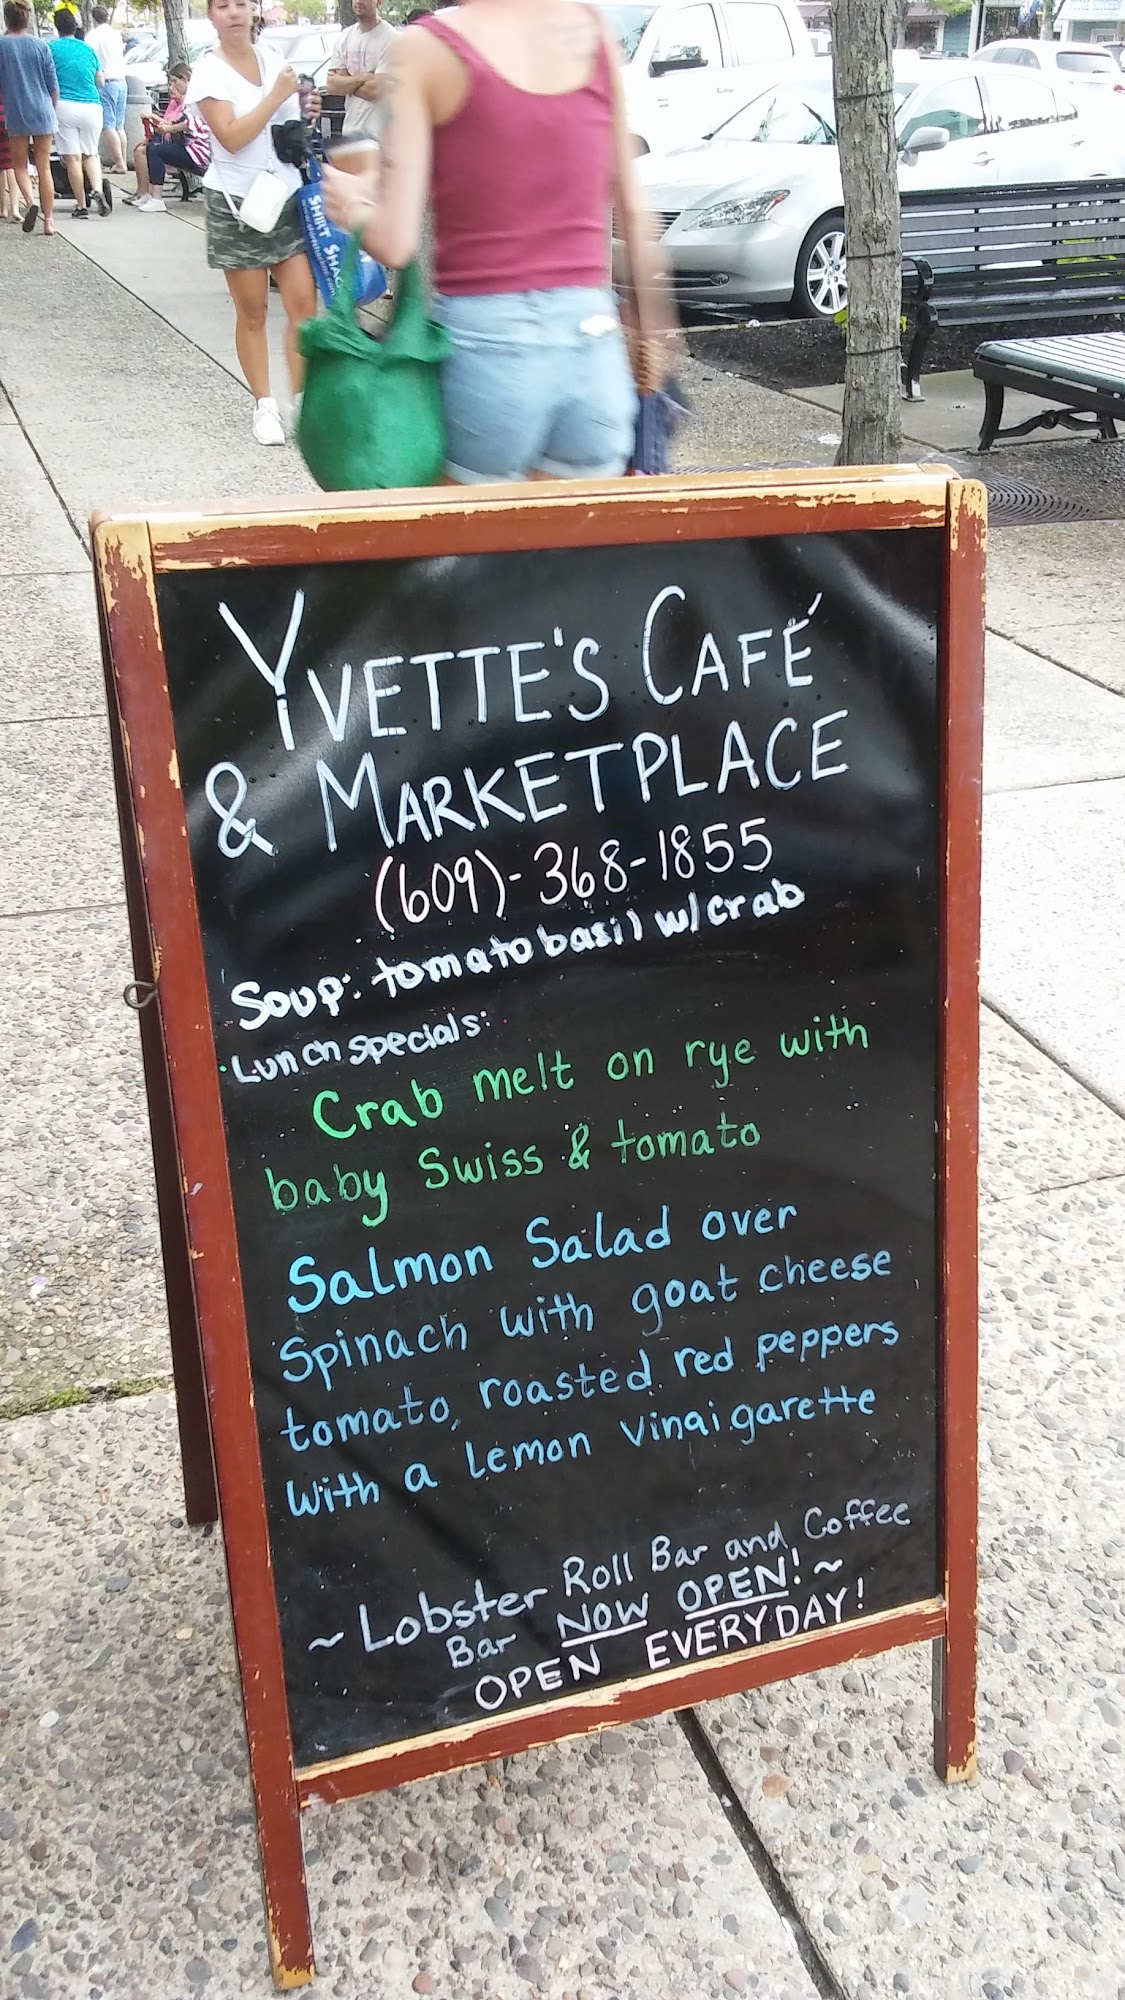 SHIRT SHACK
YVETTE'S CAFÉ
& MARKETPLACE
(609)-368-1855
Soup: tomato basil w/ crab
Lunch specials:
Crab melt on rye with
baby Swiss & tomato
Salmon Salad over
Spinach with goat cheese
tomato, roasted red peppers
With a lemon vinaigarette
~ Lobster Roll Bar and Coffee
Bar NOW OPEN! ~
OPEN EVERYDAY!